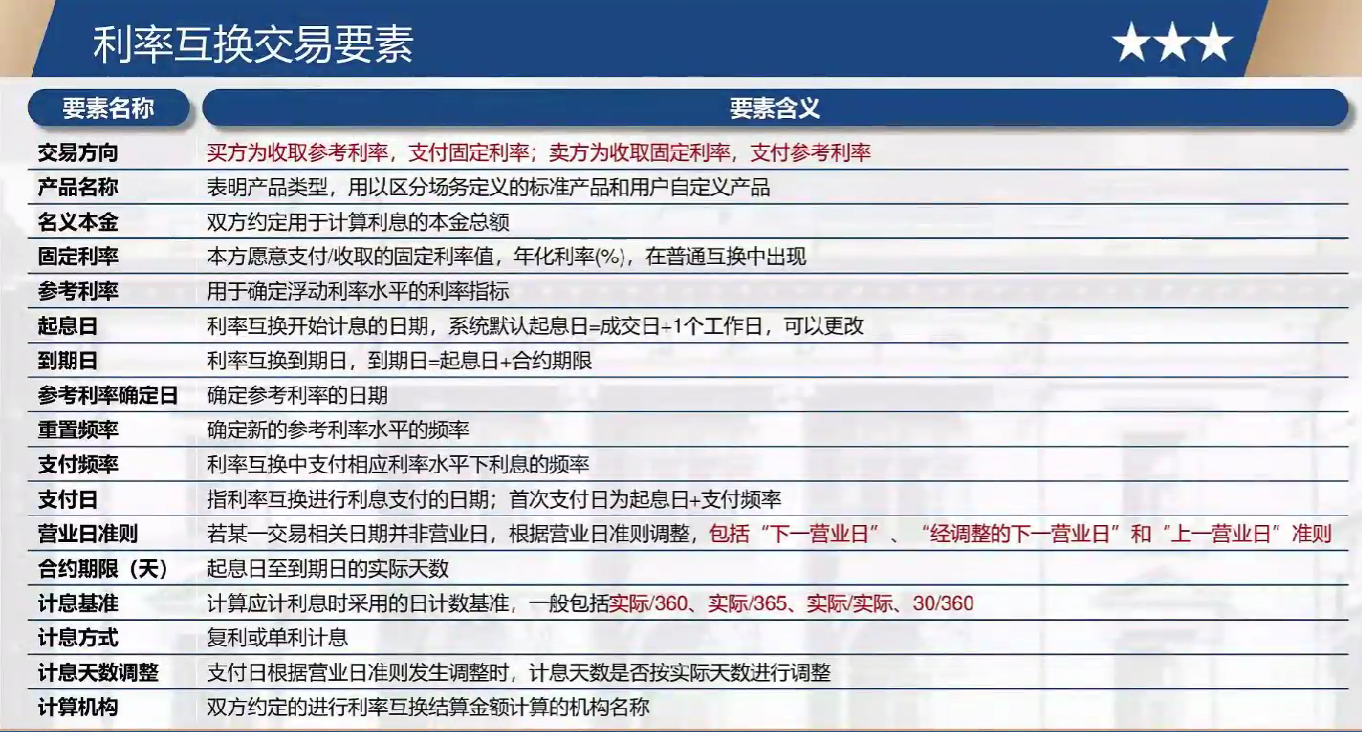 利率互换交易要素
要素名称 要素含义
交易方向 买方为收取参考利率，支付固定利率；卖方为收取固定利率，支付参考利率
产品名称 表明产品类型，用以区分场务定义的标准产品和用户自定义产品
名义本金 双方约定用于计算利息的本金总额
固定利率 本方愿意支付/收取的固定利率值，年化利率(%)，在普通互换中出现
参考利率 用于确定浮动利率水平的利率指标
起息日 利率互换开始计息的日期，系统默认起息日=成交日+1个工作日，可以更改
到期日 利率互换到期日，到期日=起息日+合约期限
参考利率确定日 确定参考利率的日期
重置频率 确定新的参考利率水平的频率
支付频率 利率互换中支付相应利率水平下利息的频率
支付日 指利率互换进行利息支付的日期；首次支付日为起息日+支付频率
营业日准则 若某一交易相关日期并非营业日，根据营业日准则调整，包括“下一营业日”、“经调整的下一营业日”和“上一营业日”准则
合约期限（天） 起息日至到期日的实际天数
计息基准 计算应计利息时采用的日计数基准，一般包括实际/360、实际/365、实际/实际、30/360
计息方式 复利或单利计息
计息天数调整 支付日根据营业日准则发生调整时，计息天数是否按实际天数进行调整
计算机构 双方约定的进行利率互换结算金额计算的机构名称